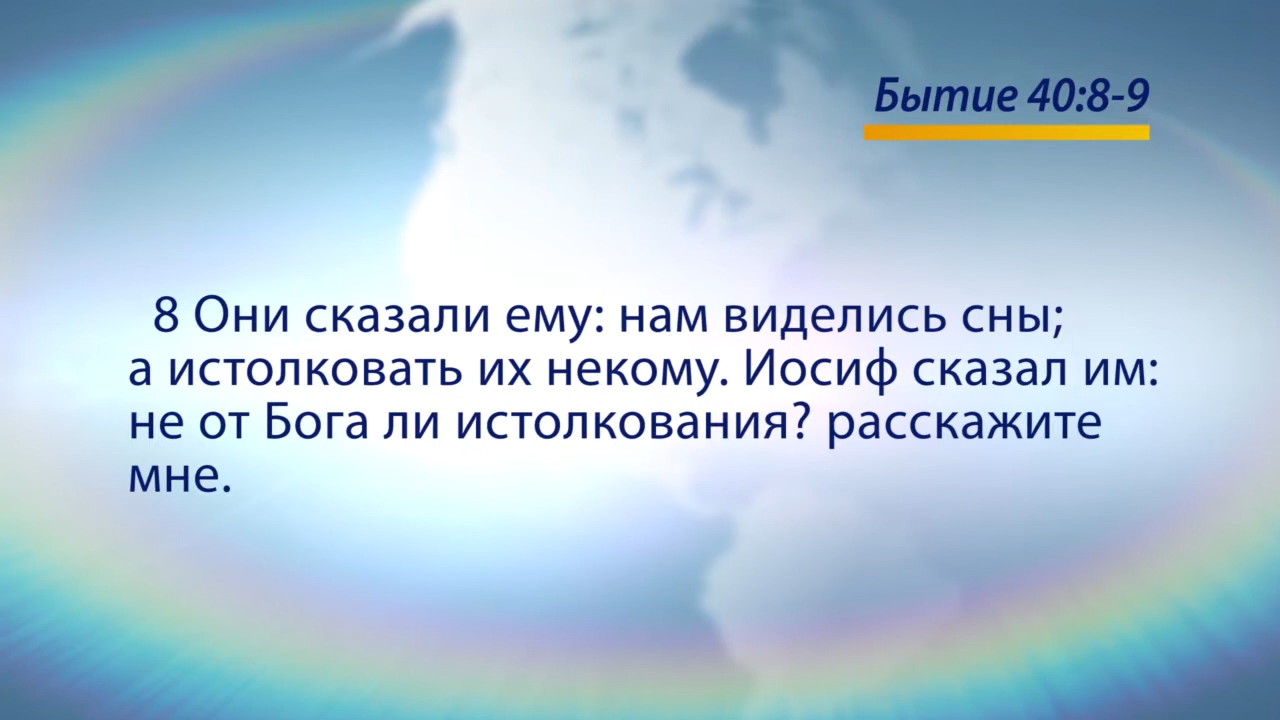 Бытие 40:8-9
8 Они сказали ему: нам виделись сны;
а истолковать их некому. Иосиф сказал им:
не от Бога ли истолкования? расскажите
мне.